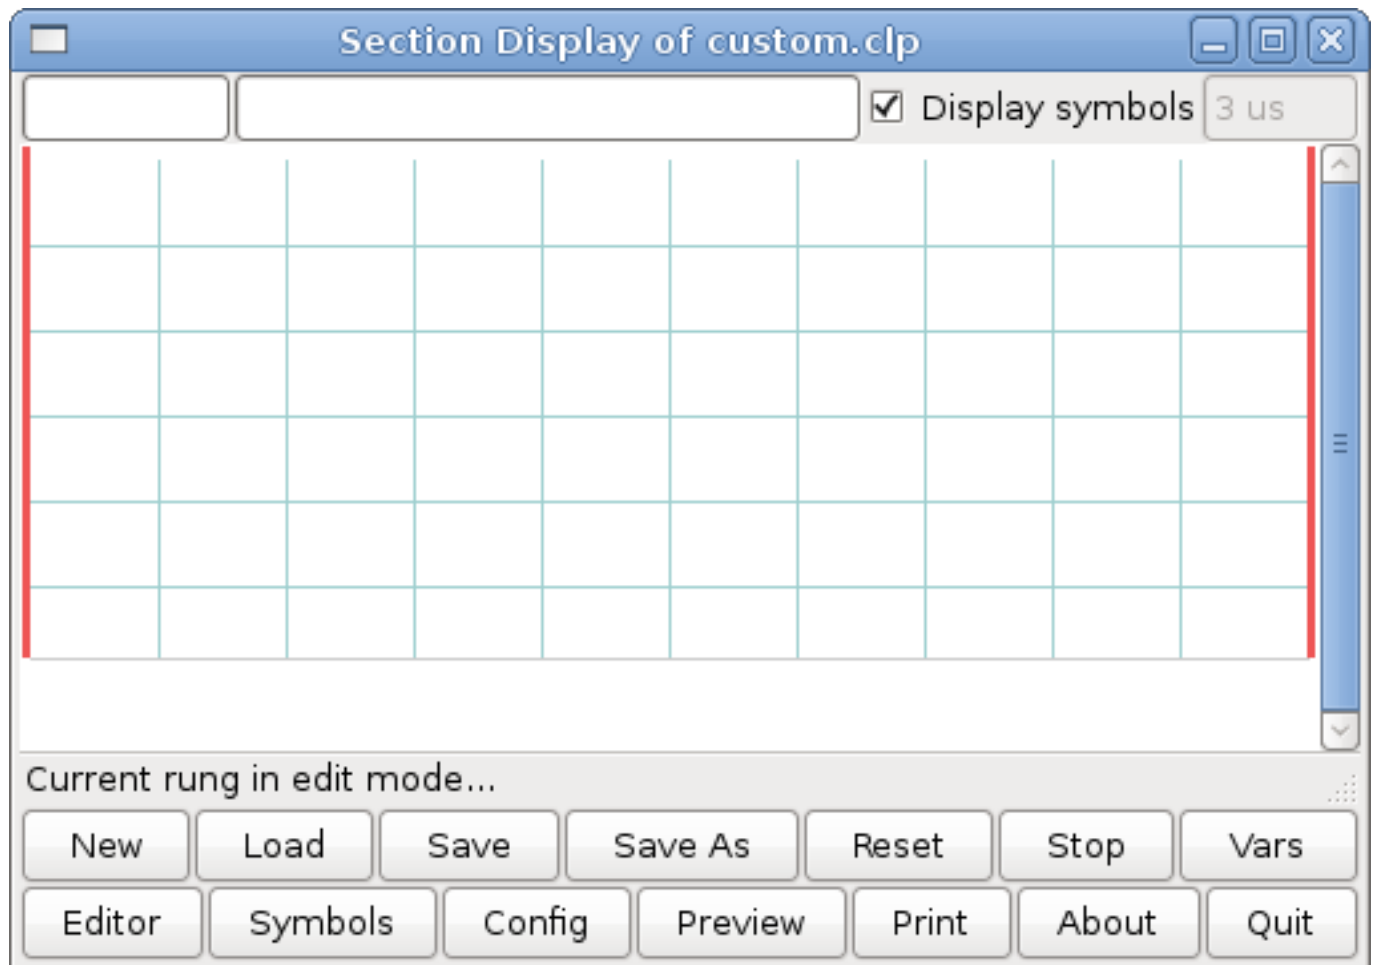 Section Display of custom.clp
Display symbols 3 us
Current rung in edit mode...
New Load Save Save As Reset Stop Vars
Editor Symbols Config Preview Print About Quit